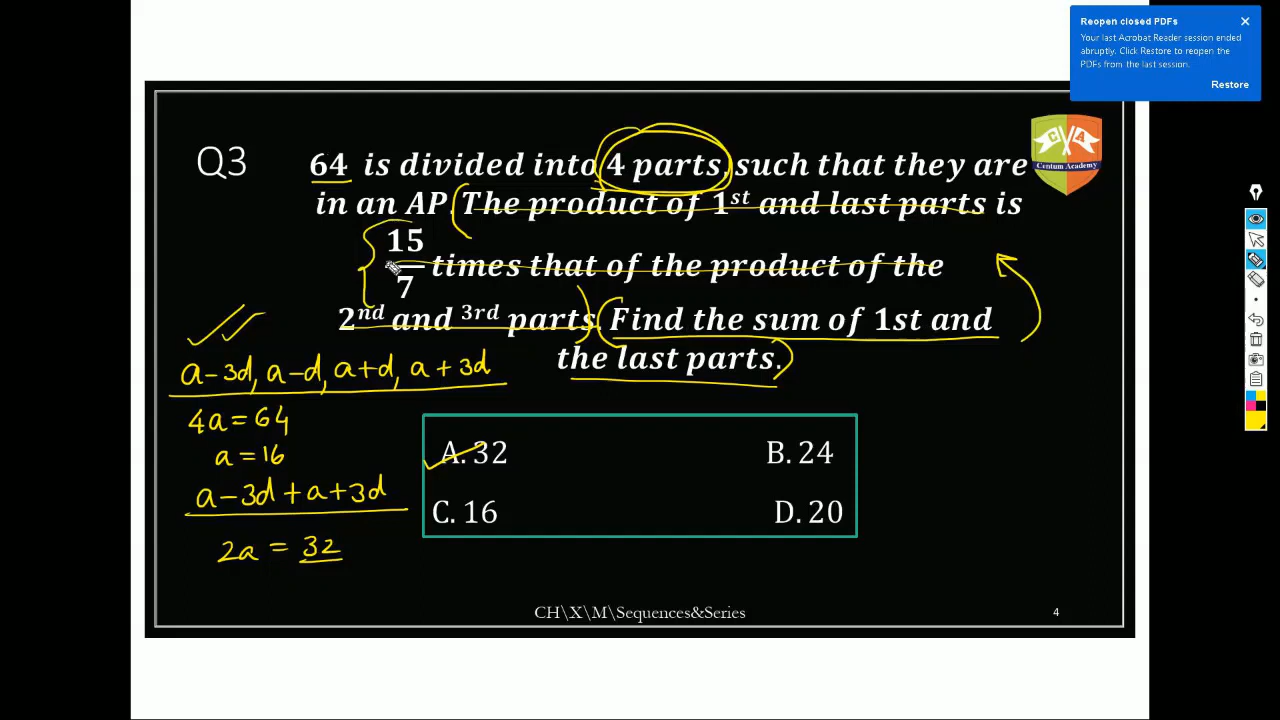 Reopen closed PDFs
Your last Acrobat Reader session ended
abruptly. Click Restore to reopen the
PDFs from the last session.
Restore
Q3
64 is divided into 4 parts, such that they are
in an AP. The product of 1st and last parts is
15/7 times that of the product of the
2nd and 3rd parts. Find the sum of 1st and
the last parts.
C A
Centum Academy
a-3d, a-d, a+d, a+3d
4a = 64
a = 16
a-3d + a+3d
2a = 32
A. 32
B. 24
C. 16
D. 20
CH\X\M\Sequences&Series
4